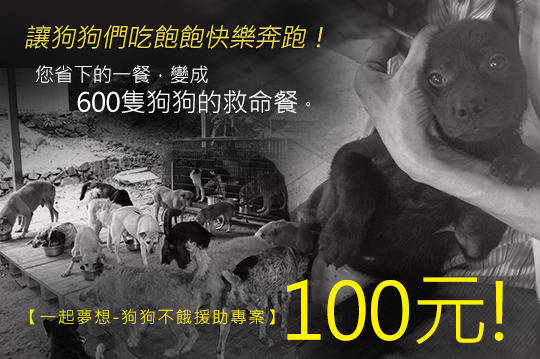 讓狗狗們吃飽飽快樂奔跑！
您省下的一餐，變成
600隻狗狗的救命餐。
【一起夢想-狗狗不餓援助專案】
100元!